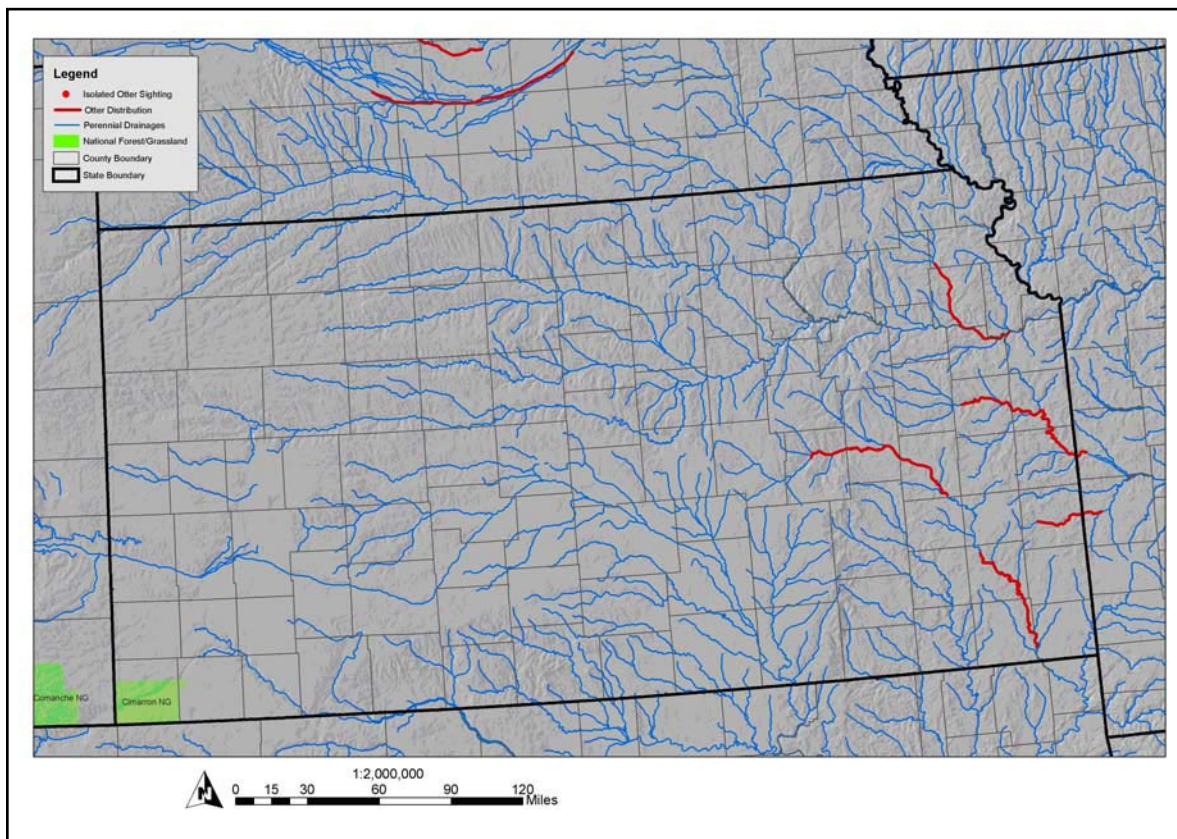 Legend
Isolated Otter Sighting
Otter Distribution
Perennial Drainages
National Forest/Grassland
County Boundary
State Boundary
Comanche NG
Cimarron NG
N
1:2,000,000
0 15 30 60 90 120
Miles